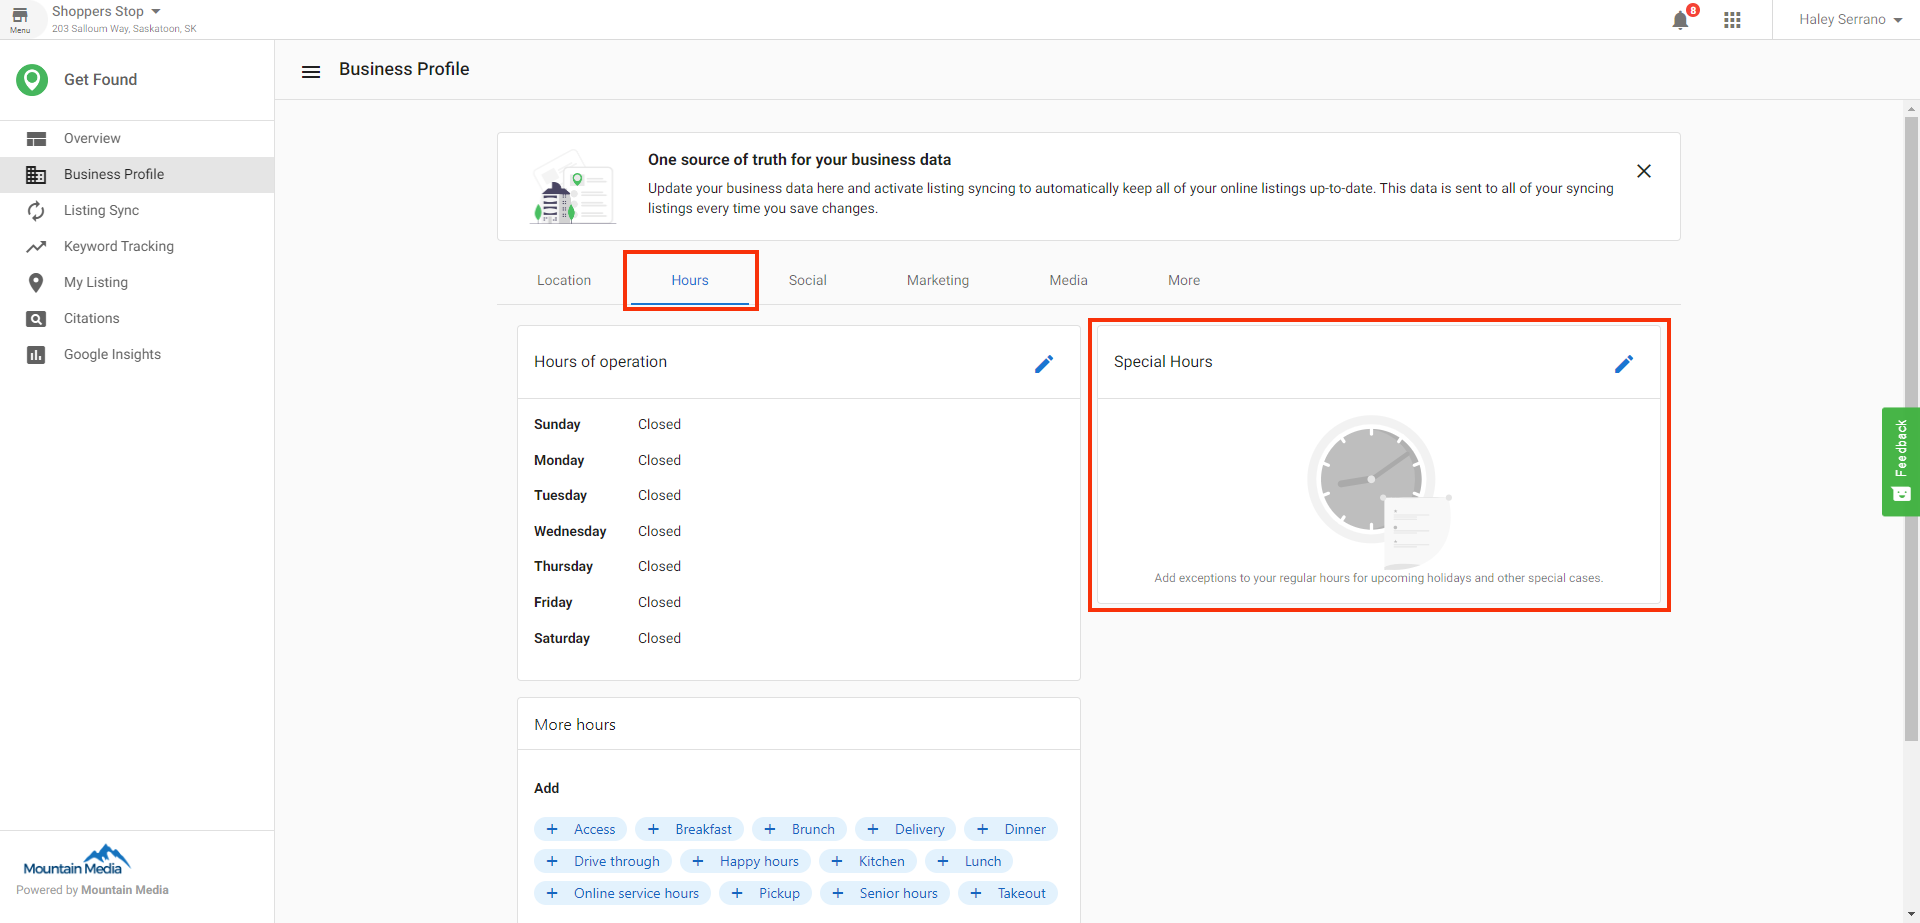 Menu
Shoppers Stop
203 Salloum Way, Saskatoon, SK
8
Haley Serrano
Get Found
Business Profile
Overview
Business Profile
Listing Sync
Keyword Tracking
My Listing
Citations
Google Insights
One source of truth for your business data
Update your business data here and activate listing syncing to automatically keep all of your online listings up-to-date. This data is sent to all of your syncing
listings every time you save changes.
Location
Hours
Social
Marketing
Media
More
Hours of operation
Sunday Closed
Monday Closed
Tuesday Closed
Wednesday Closed
Thursday Closed
Friday Closed
Saturday Closed
Special Hours
Add exceptions to your regular hours for upcoming holidays and other special cases.
More hours
Add
+ Access + Breakfast + Brunch + Delivery + Dinner
+ Drive through + Happy hours + Kitchen + Lunch
+ Online service hours + Pickup + Senior hours + Takeout
Feedback
Mountain Media
Powered by Mountain Media